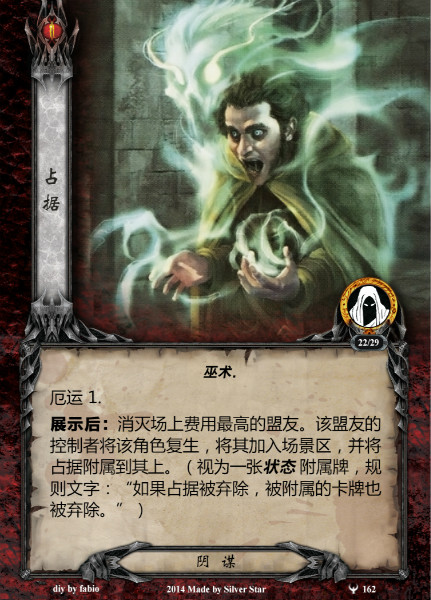 占据
22/29
巫术.
厄运 1.
展示后：消灭场上费用最高的盟友。该盟友的
控制者将该角色复生，将其加入场景区，并将
占据附属到其上。（视为一张状态 附属牌，规
则文字：“如果占据被弃除，被附属的卡牌也
被弃除。”）
阴 谋
diy by fabio
2014 Made by Silver Star
162